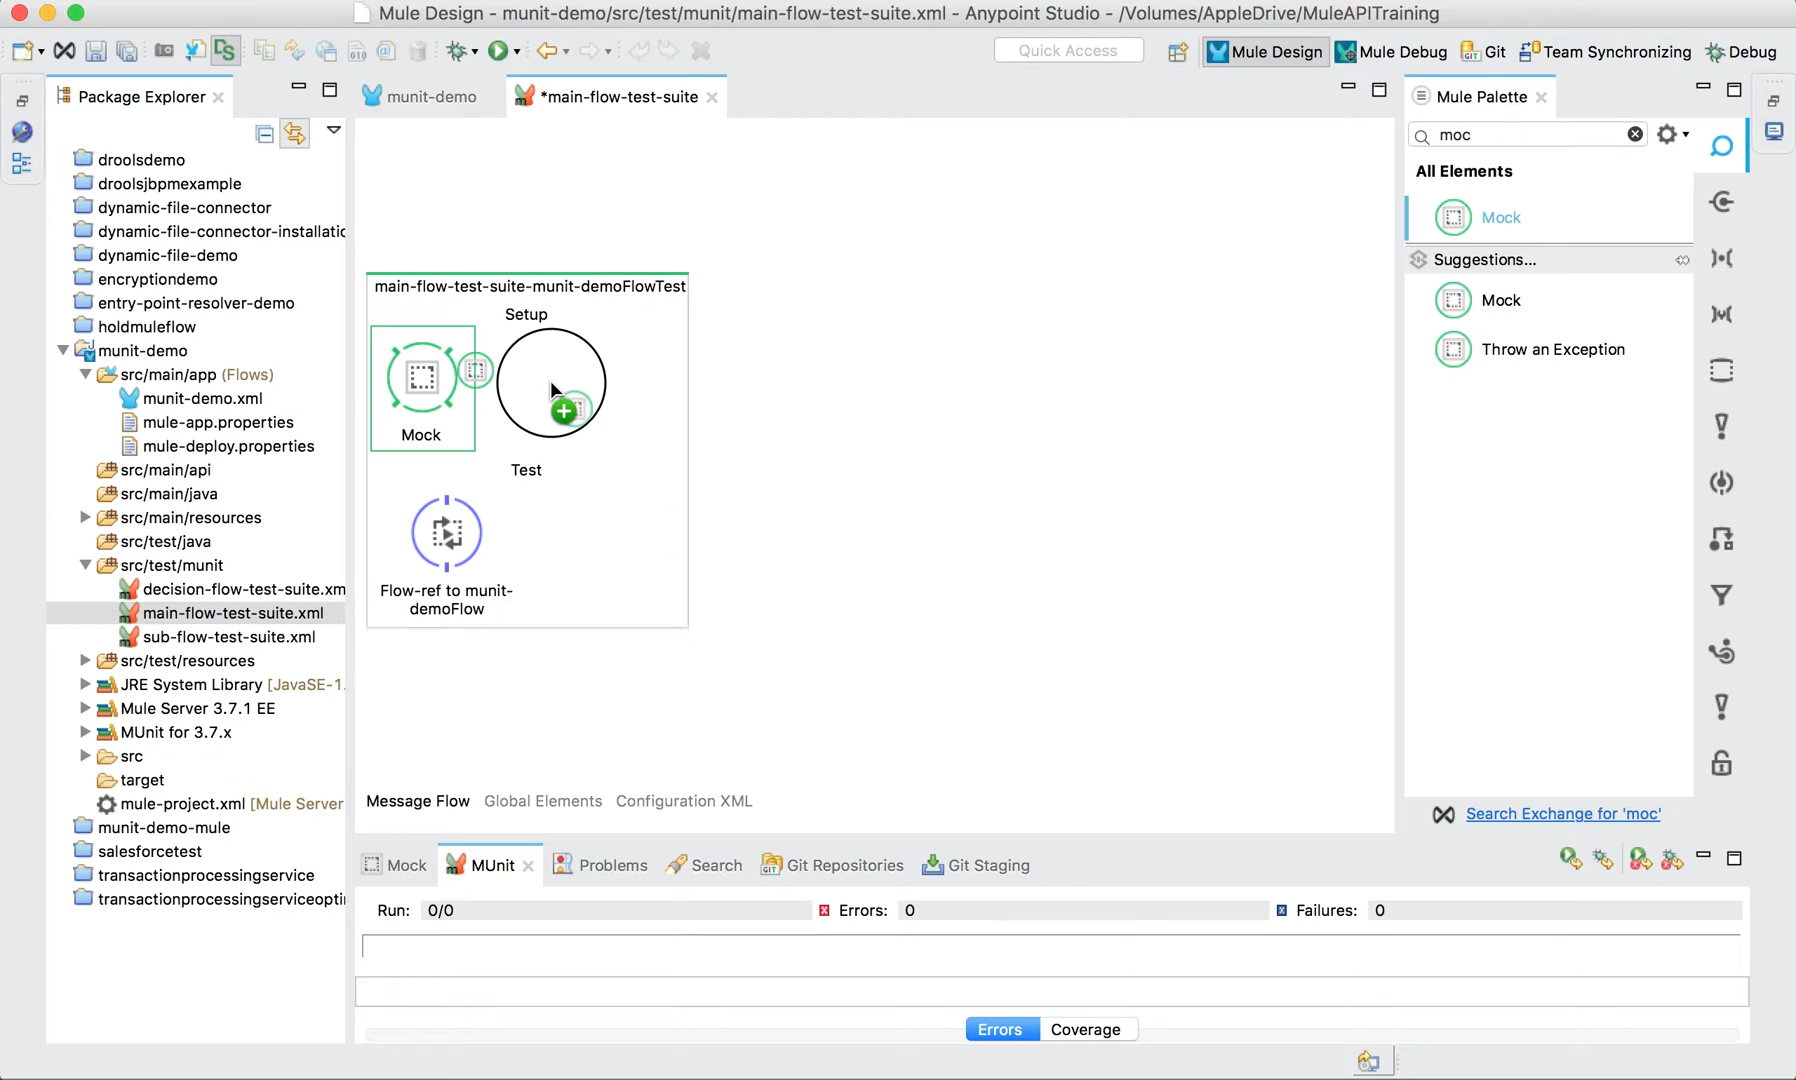 Mule Design - munit-demo/src/test/munit/main-flow-test-suite.xml - Anypoint Studio - /Volumes/AppleDrive/MuleAPITraining
Quick Access
Mule Design
Mule Debug
Git
Team Synchronizing
Debug
Package Explorer
munit-demo
*main-flow-test-suite
Mule Palette
moc
All Elements
Mock
Suggestions...
Mock
Throw an Exception
Search Exchange for 'moc'
droolsdemo
droolsjbpmexample
dynamic-file-connector
dynamic-file-connector-installatic
dynamic-file-demo
encryptiondemo
entry-point-resolver-demo
holdmuleflow
munit-demo
src/main/app (Flows)
munit-demo.xml
mule-app.properties
mule-deploy.properties
src/main/api
src/main/java
src/main/resources
src/test/java
src/test/munit
decision-flow-test-suite.xm
main-flow-test-suite.xml
sub-flow-test-suite.xml
src/test/resources
JRE System Library [JavaSE-1.
Mule Server 3.7.1 EE
MUnit for 3.7.x
src
target
mule-project.xml [Mule Server
munit-demo-mule
salesforcetest
transactionprocessingservice
transactionprocessingserviceopti
main-flow-test-suite-munit-demoFlowTest
Setup
Mock
Test
Flow-ref to munit-
demoFlow
Message Flow
Global Elements
Configuration XML
Mock
MUnit
Problems
Search
Git Repositories
Git Staging
Run: 0/0
Errors: 0
Failures: 0
Errors
Coverage